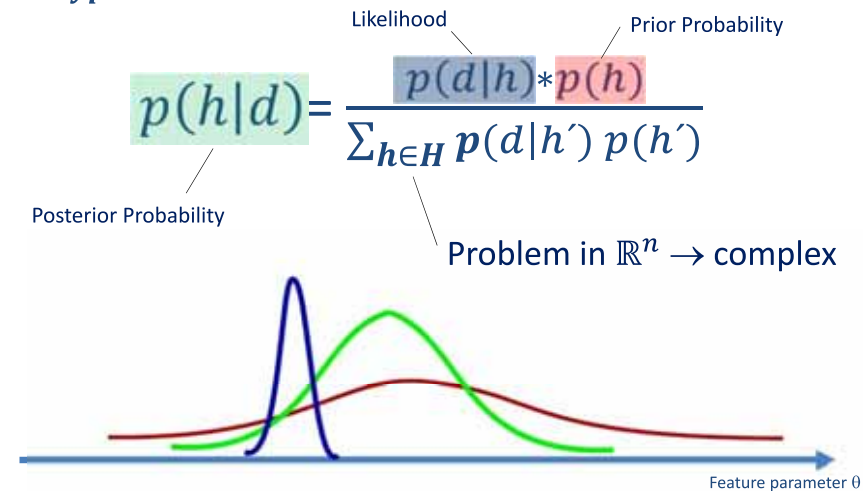 Likelihood
Prior Probability
p(h|d)= p(d|h)*p(h)
∑h∈H p(d|h´) p(h´)
Posterior Probability
Problem in ℝⁿ → complex
Feature parameter θ